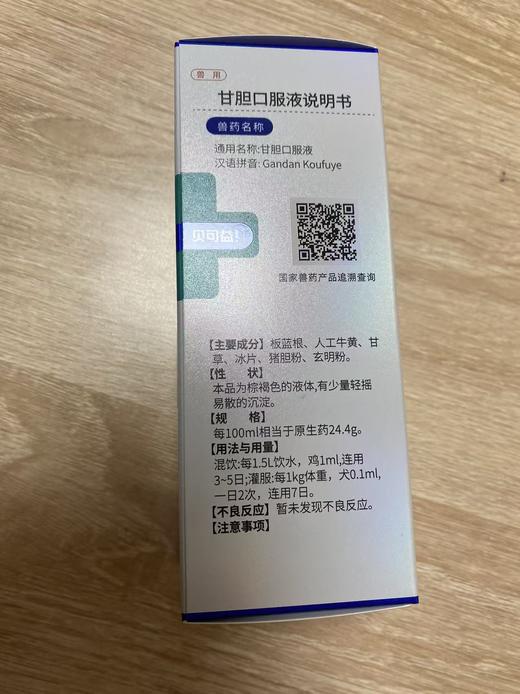 兽用
甘胆口服液说明书
兽药名称
通用名称:甘胆口服液
汉语拼音: Gandan Koufuye
贝可益!
国家兽药产品追溯查询
【主要成分】板蓝根、人工牛黄、甘
草、冰片、猪胆粉、玄明粉。
【性 状】
本品为棕褐色的液体,有少量轻摇
易散的沉淀。
【规 格】
每100ml相当于原生药24.4g。
【用法与用量】
混饮:每1.5L饮水，鸡1ml,连用
3~5日;灌服:每1kg体重，犬0.1ml,
一日2次，连用7日。
【不良反应】暂未发现不良反应。
【注意事项】